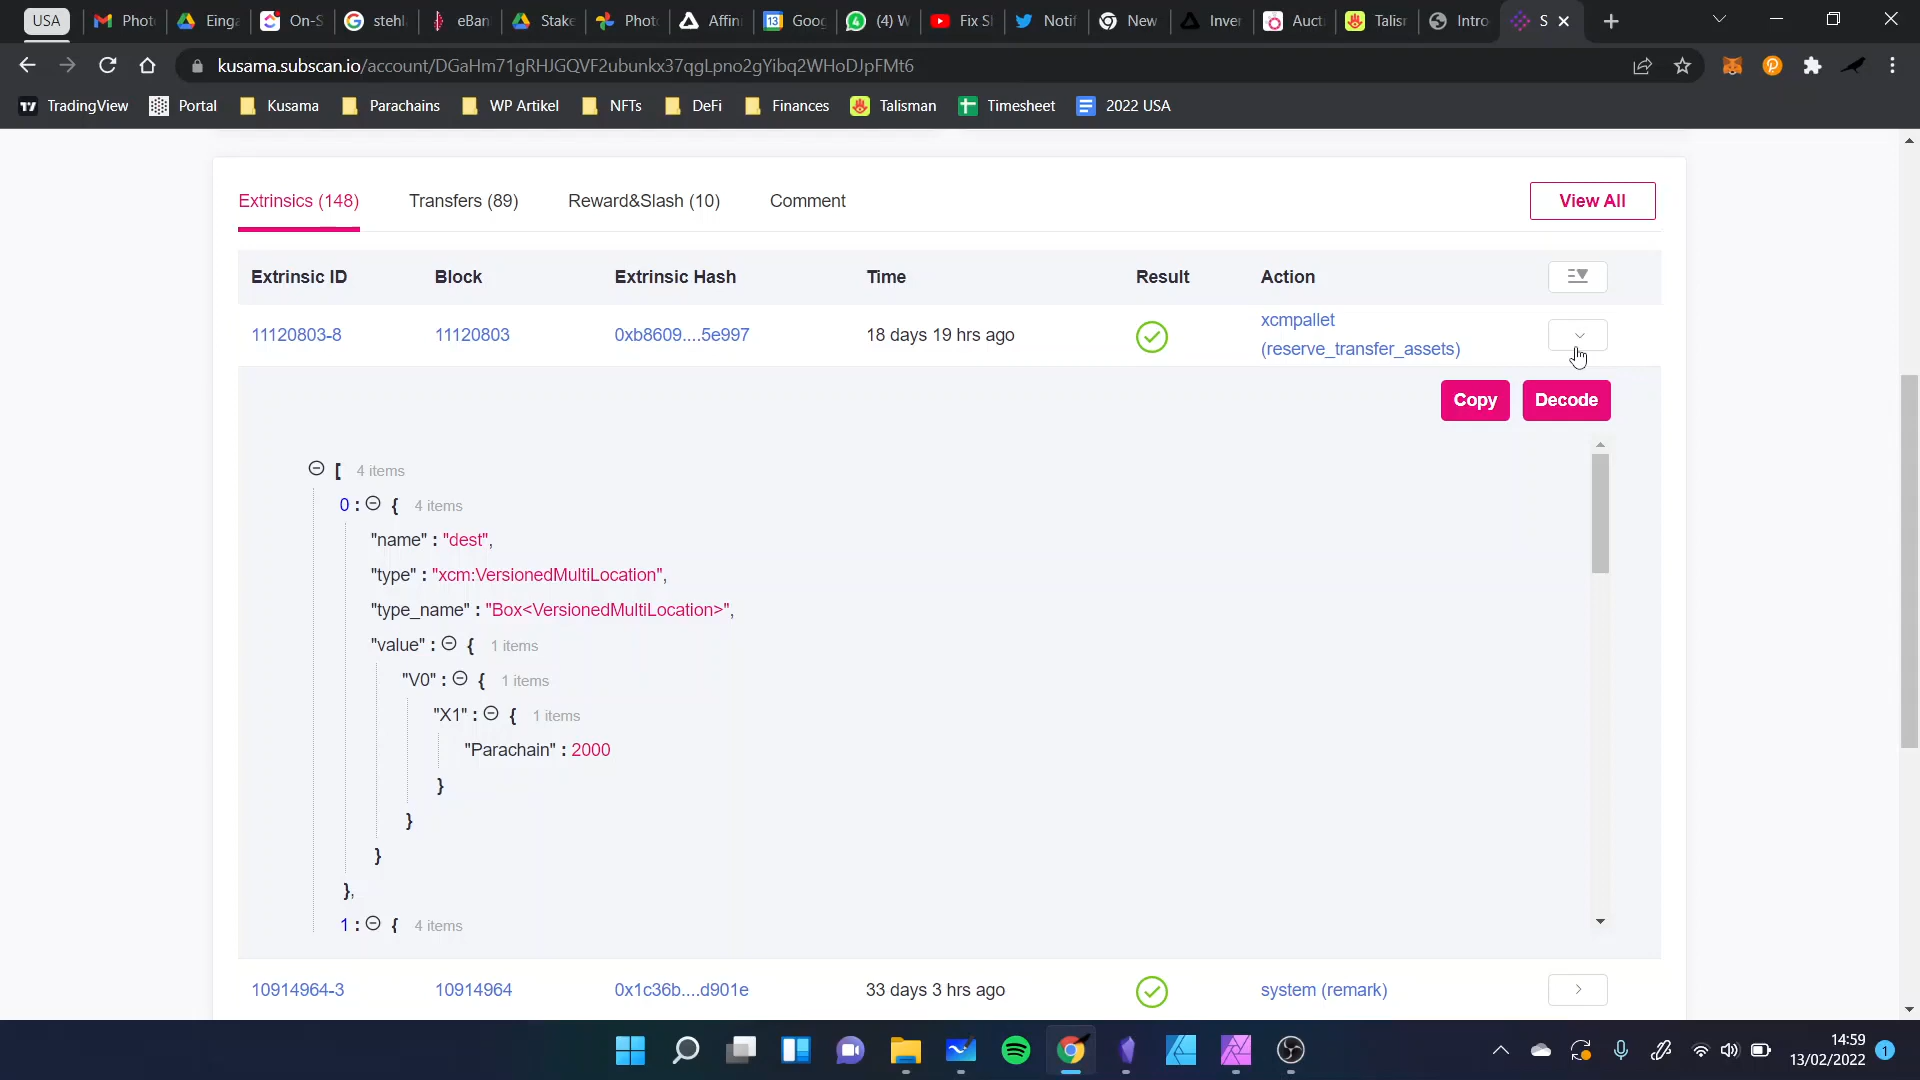 USA
Phot
Eing
On-S
stehl
eBan
Stake
Phot
Affin
Goog
(4) W
Fix Sl
Notif
New
Inver
Auct
Talisr
Intro
S
kusama.subscan.io/account/DGaHm71gRHJGQVF2ubunkx37qgLpno2gYibq2WHoDJpFMt6
TradingView
Portal
Kusama
Parachains
WP Artikel
NFTs
DeFi
Finances
Talisman
Timesheet
2022 USA
Extrinsics (148)
Transfers (89)
Reward&Slash (10)
Comment
View All
Extrinsic ID
Block
Extrinsic Hash
Time
Result
Action
11120803-8
11120803
0xb8609....5e997
18 days 19 hrs ago
xcmpallet
(reserve_transfer_assets)
Copy
Decode
[ 4 items
0 : { 4 items
"name" : "dest",
"type" : "xcm:VersionedMultiLocation",
"type_name" : "Box<VersionedMultiLocation>",
"value" : { 1 items
"V0" : { 1 items
"X1" : { 1 items
"Parachain" : 2000
}
}
}
},
1 : { 4 items
10914964-3
10914964
0x1c36b....d901e
33 days 3 hrs ago
system (remark)
14:59
13/02/2022
1